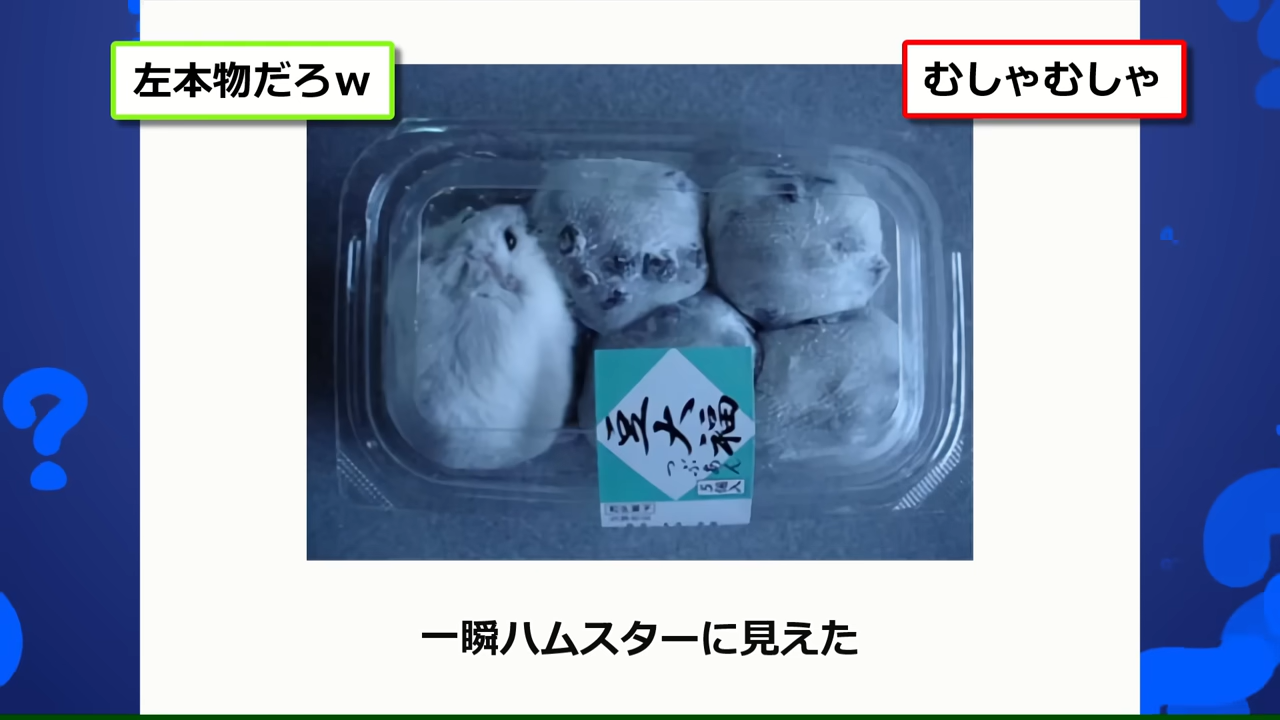 左本物だろｗ
むしゃむしゃ
豆大福
つぶあん
5個入
一瞬ハムスターに見えた